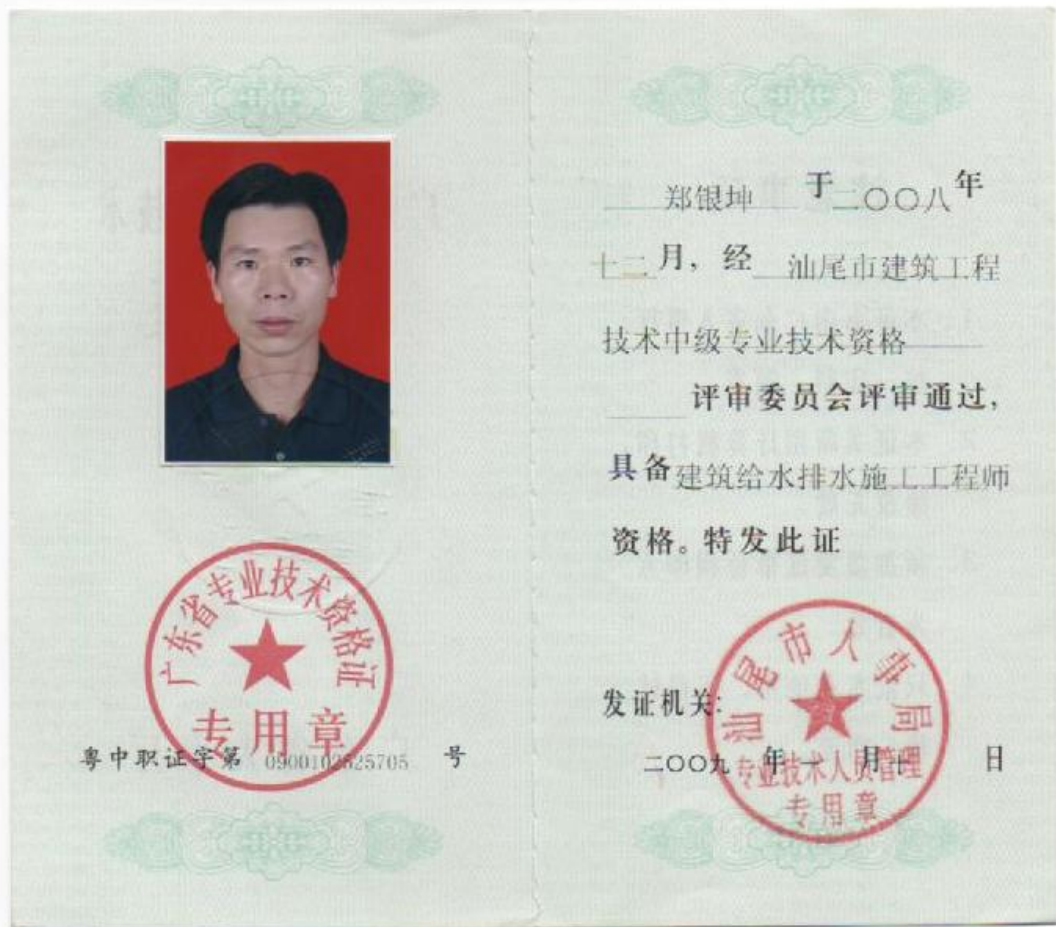 广东省专业技术资格证
专用章
粤中职证字第 0900102625705 号
郑银坤 于二〇〇八年
十二月，经 汕尾市建筑工程
技术中级专业技术资格
评审委员会评审通过，
具备建筑给水排水施工工程师
资格。特发此证
汕尾市人事局
发证机关:
二〇〇九 年 一 月 十 日
专业技术人员管理
专用章